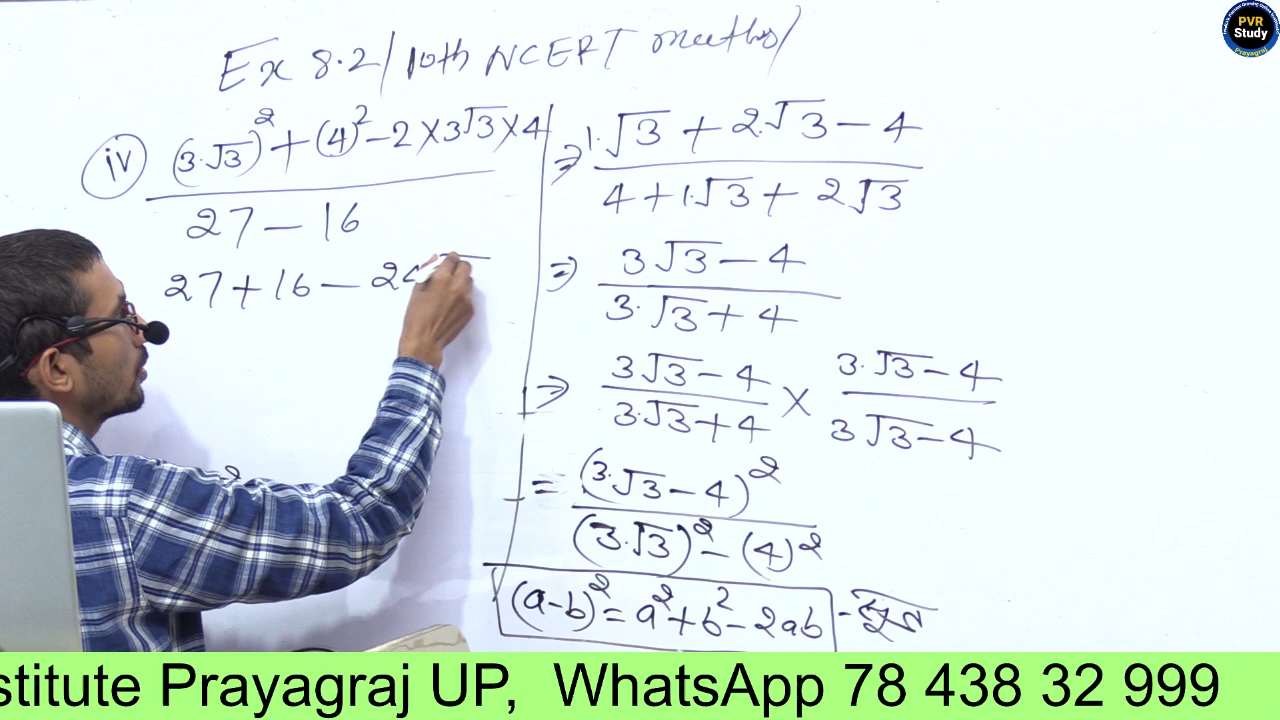 Ex 8.2/10th NCERT maths/
iv (3·√3)² + (4)² − 2×3√3×4
27 − 16
27 + 16 − 24
⇒ 1·√3 + 2·√3 − 4
4 + 1·√3 + 2√3
⇒ 3√3 − 4
3·√3 + 4
⇒ 3√3 − 4 × 3·√3 − 4
3·√3 + 4 3√3 − 4
= (3·√3 − 4)²
(3·√3)² − (4)²
(a−b)² = a² + b² − 2ab − सूत्र
PVR
Study
Prayagraj
stitute Prayagraj UP, WhatsApp 78 438 32 999